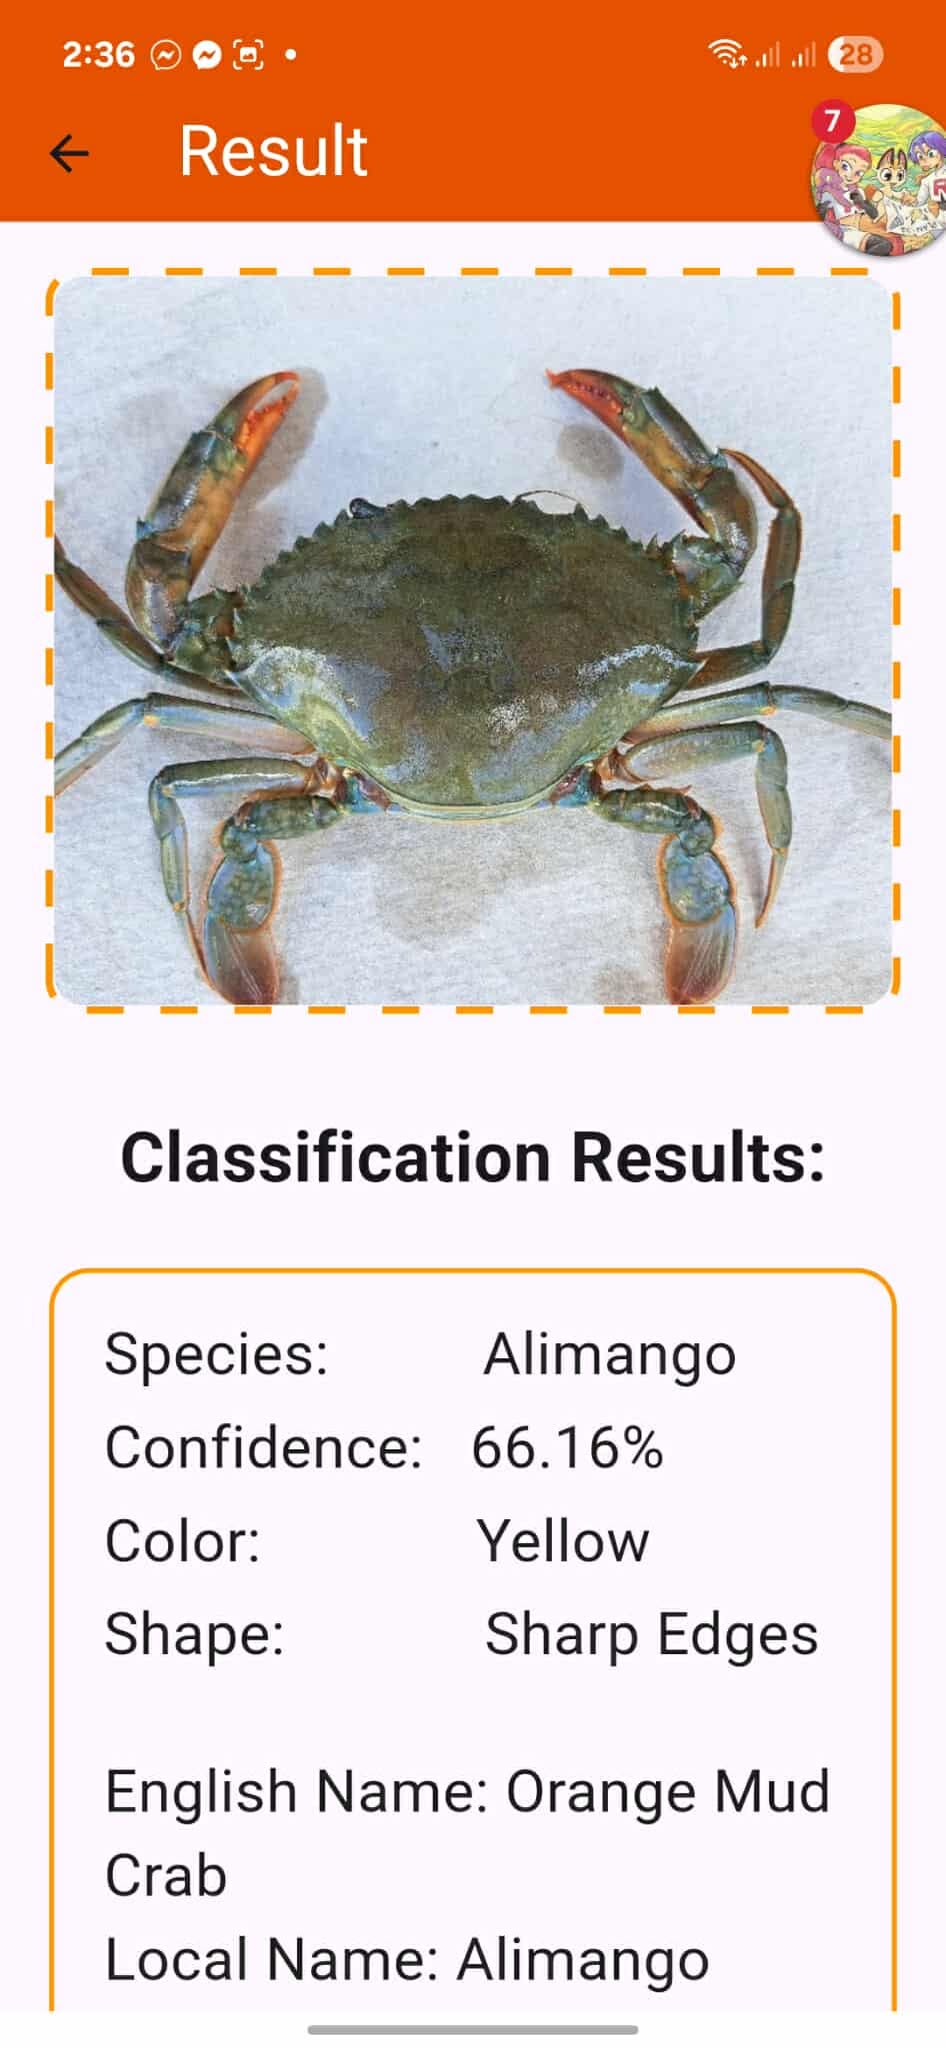 2:36
28
Result
7
Classification Results:
Species: Alimango
Confidence: 66.16%
Color: Yellow
Shape: Sharp Edges
English Name: Orange Mud
Crab
Local Name: Alimango